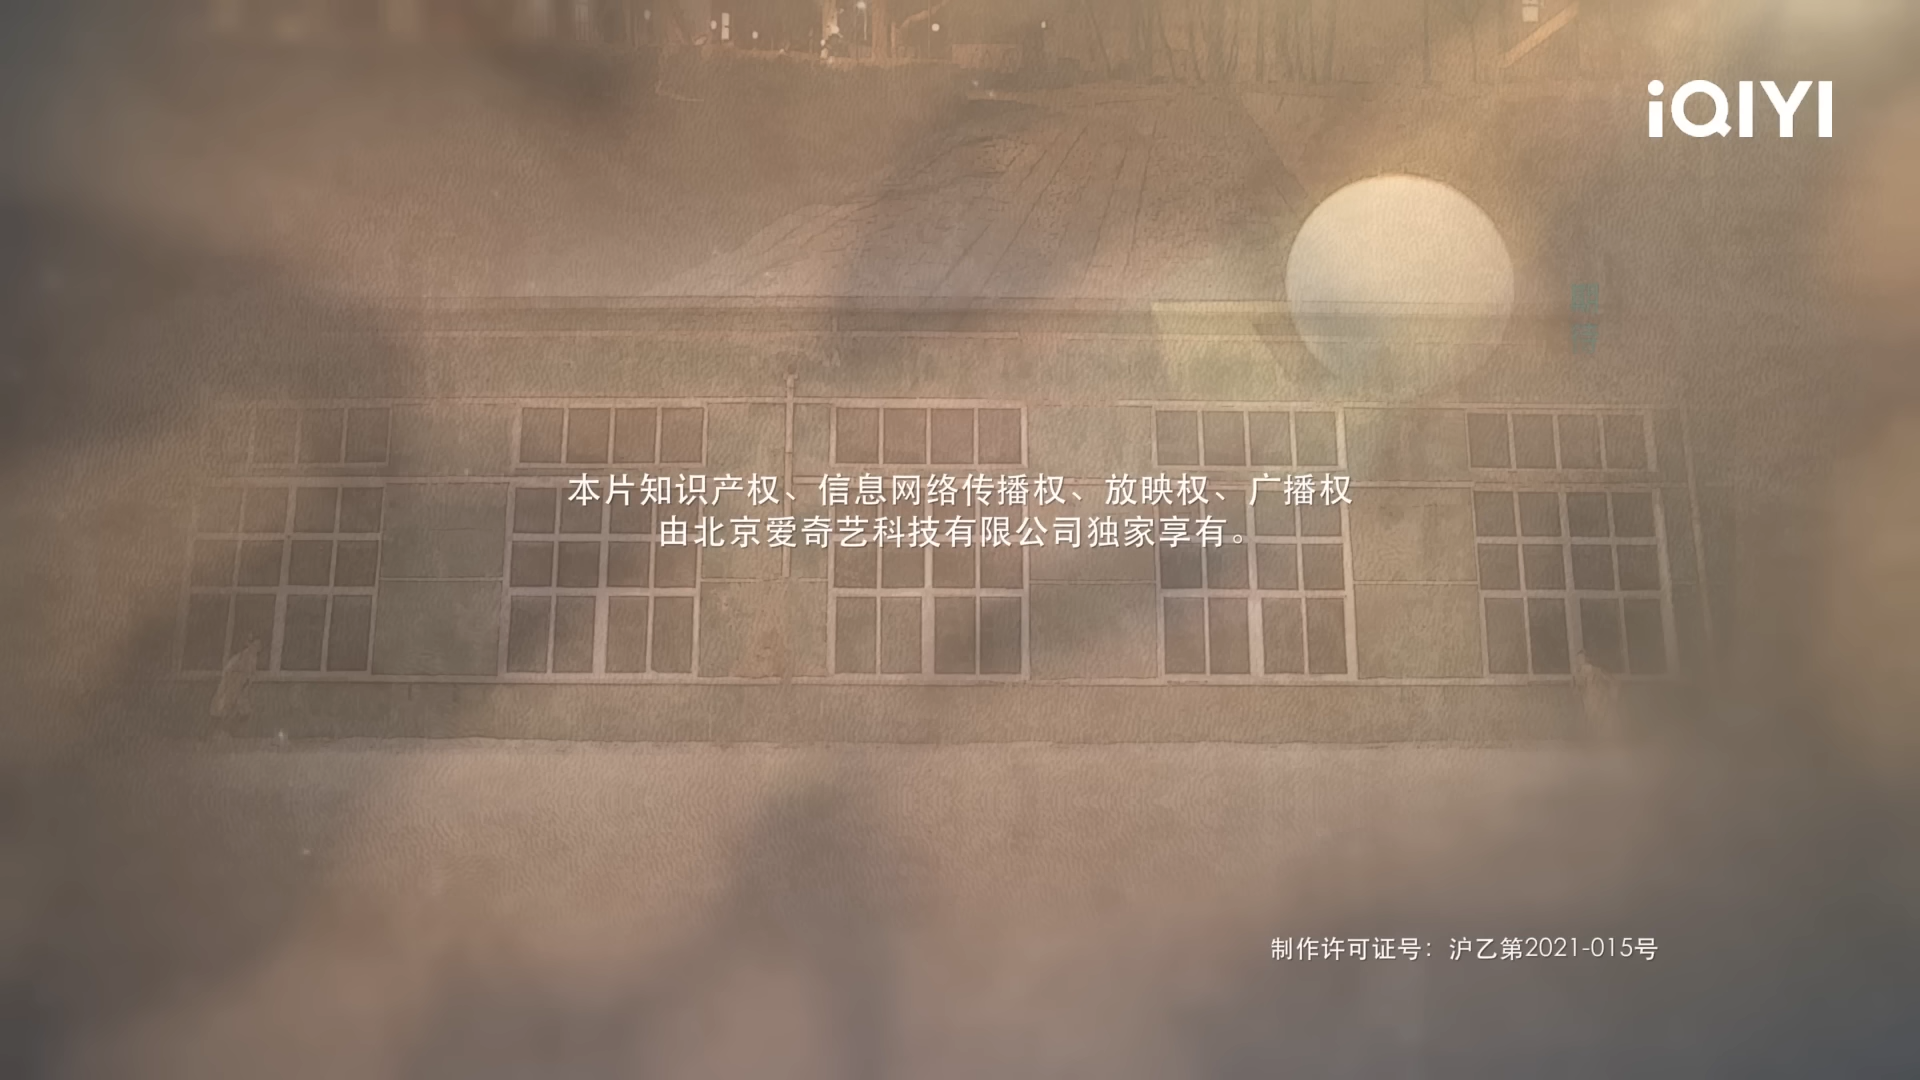 iQIYI
本片知识产权、信息网络传播权、放映权、广播权
由北京爱奇艺科技有限公司独家享有。
制作许可证号：沪乙第2021-015号